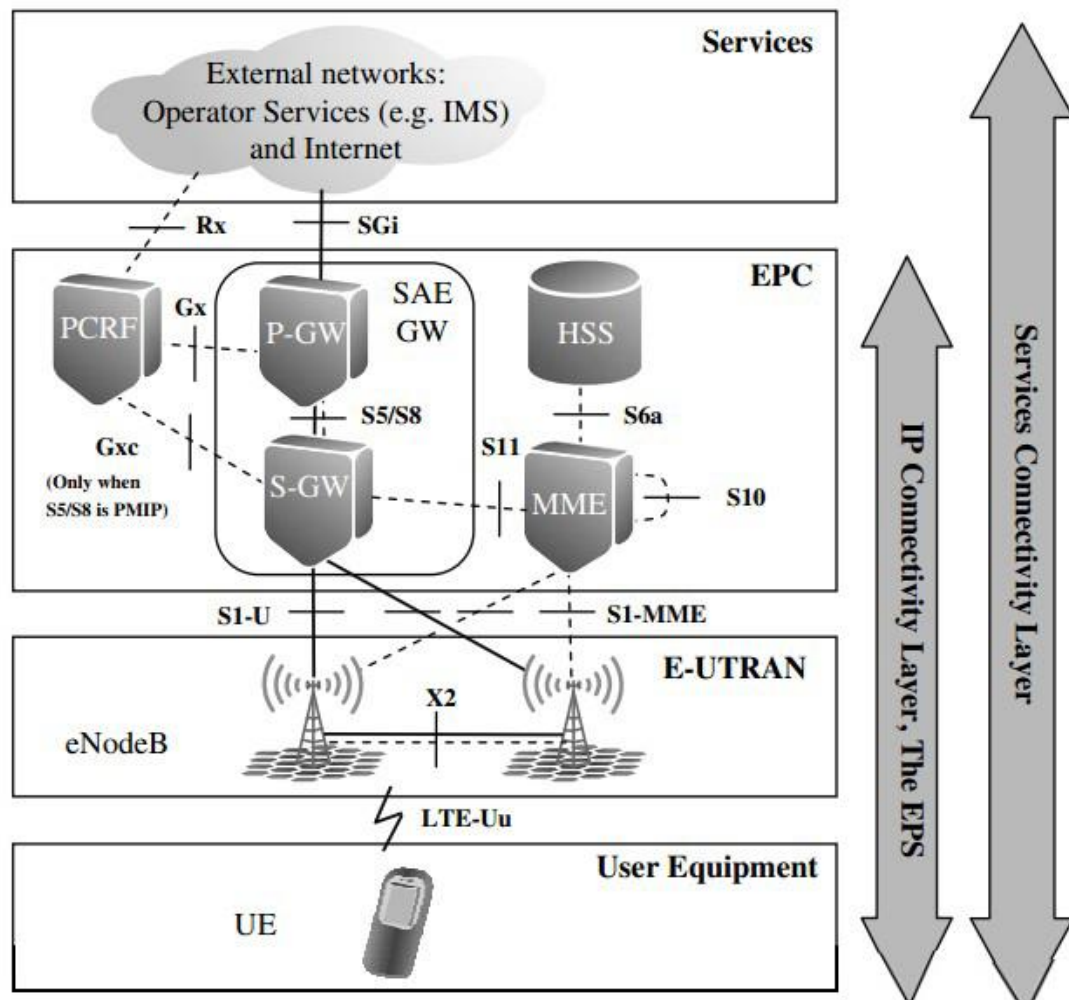 Services
External networks:
Operator Services (e.g. IMS)
and Internet
Rx
SGi
EPC
SAE
GW
PCRF
Gx
P-GW
HSS
S5/S8
S6a
Gxc
(Only when
S5/S8 is PMIP)
S-GW
S11
MME
S10
S1-U
S1-MME
E-UTRAN
X2
eNodeB
LTE-Uu
User Equipment
UE
IP Connectivity Layer, The EPS
Services Connectivity Layer